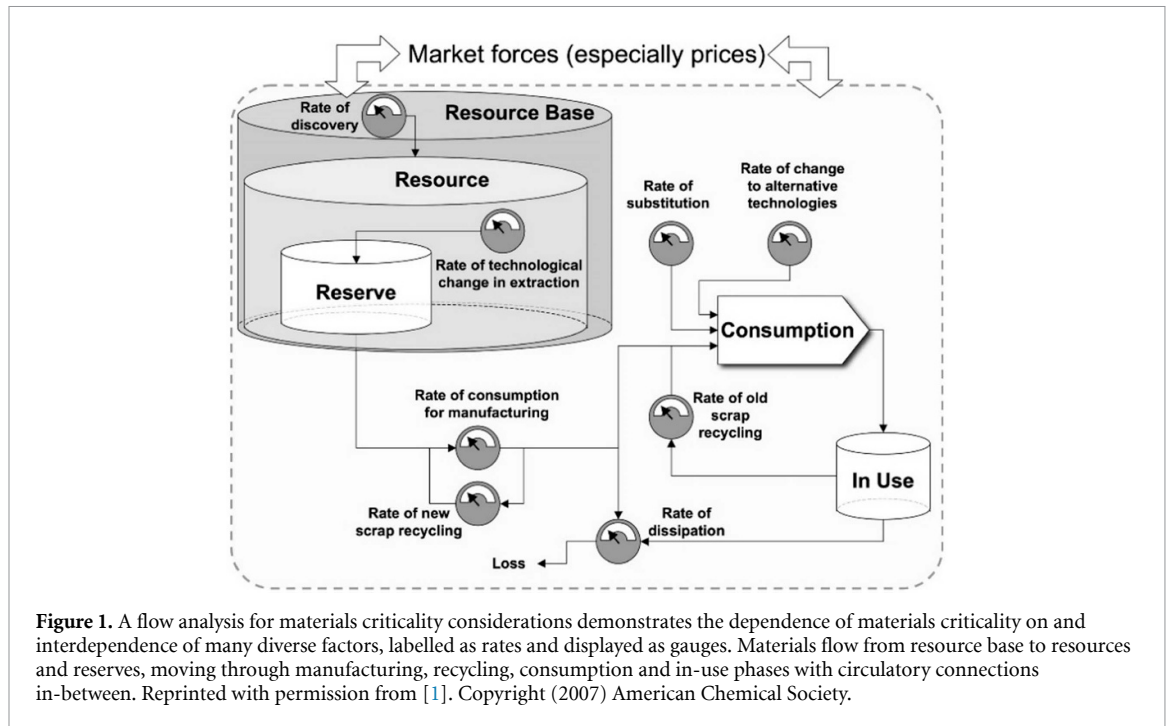 Market forces (especially prices)
Rate of
discovery
Resource Base
Resource
Rate of technological
change in extraction
Reserve
Rate of
substitution
Rate of change
to alternative
technologies
Consumption
Rate of consumption
for manufacturing
Rate of old
scrap
recycling
In Use
Rate of new
scrap recycling
Rate of
dissipation
Loss
Figure 1. A flow analysis for materials criticality considerations demonstrates the dependence of materials criticality on and
interdependence of many diverse factors, labelled as rates and displayed as gauges. Materials flow from resource base to resources
and reserves, moving through manufacturing, recycling, consumption and in-use phases with circulatory connections
in-between. Reprinted with permission from [1]. Copyright (2007) American Chemical Society.